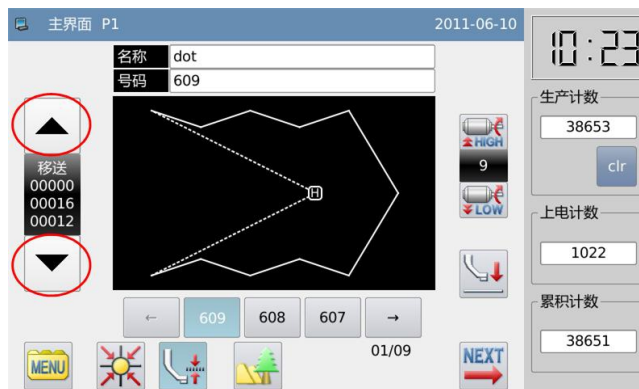 主界面 P1
2011-06-10
名称 dot
号码 609
移送
00000
00016
00012
H
HIGH
9
LOW
← 609 608 607 →
01/09
MENU
NEXT
10:23
生产计数
38653
clr
上电计数
1022
累积计数
38651